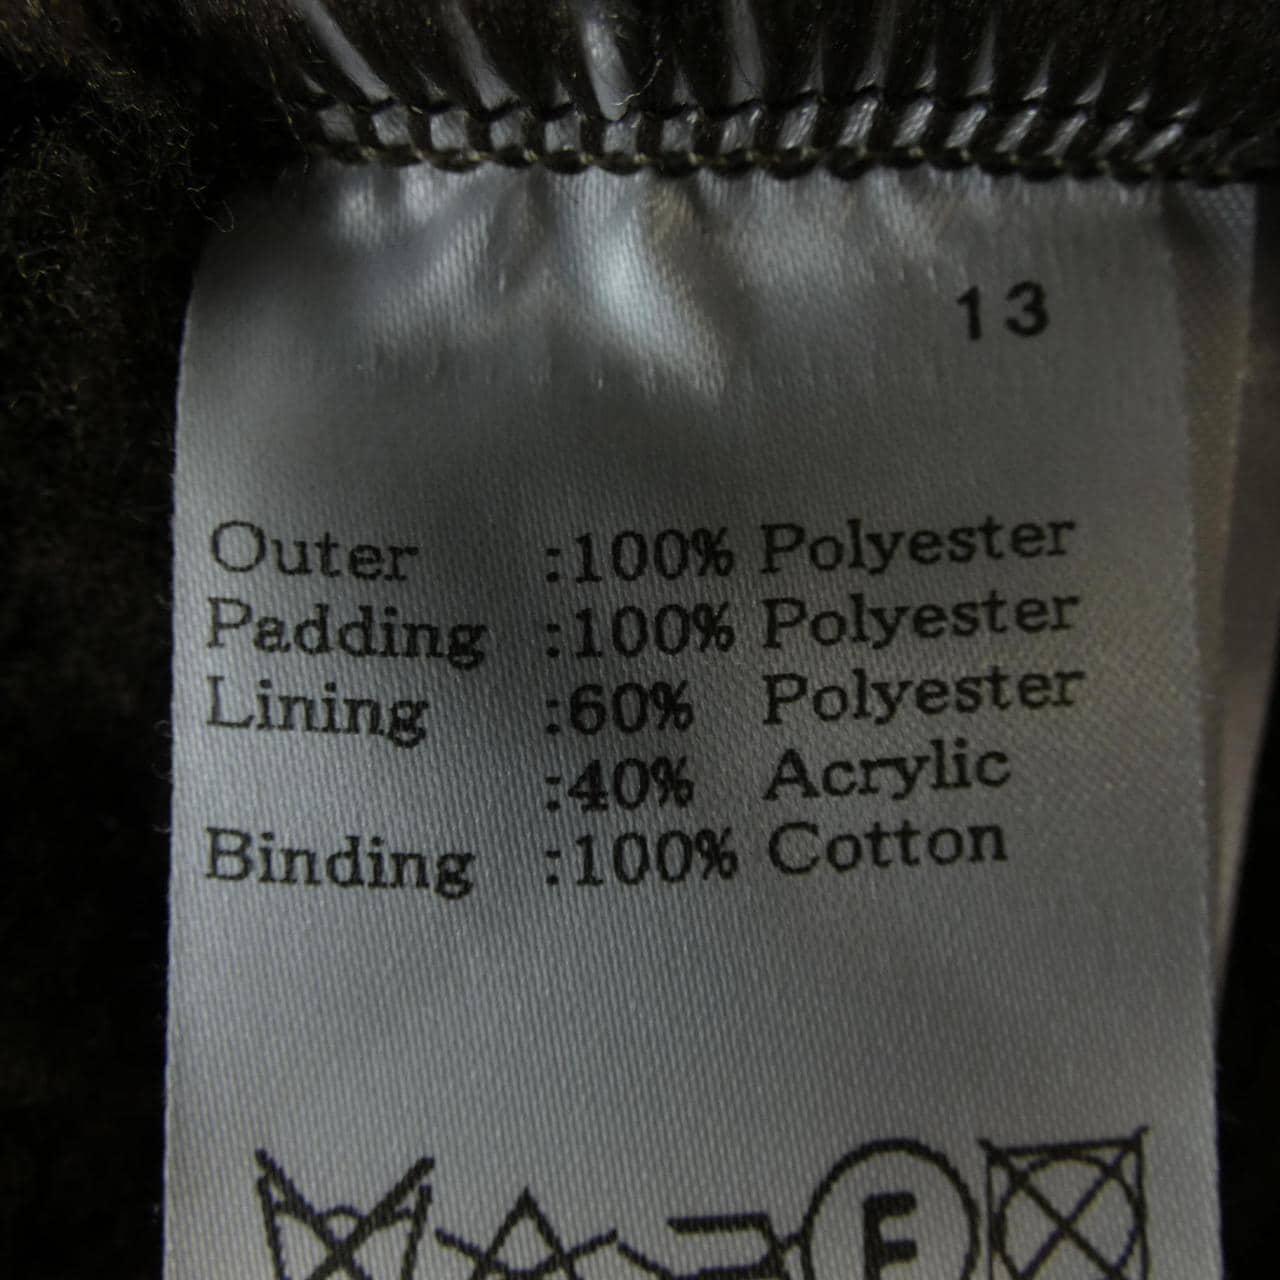 13
Outer :100% Polyester
Padding :100% Polyester
Lining :60% Polyester
:40% Acrylic
Binding :100% Cotton
F